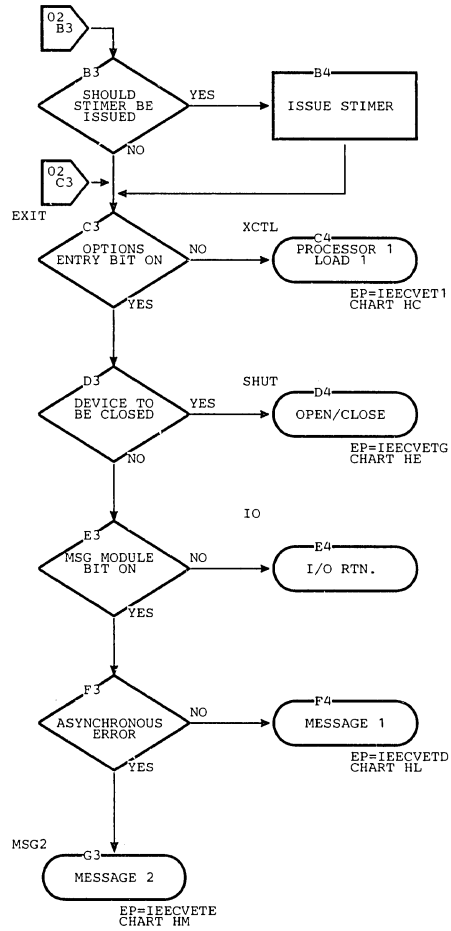 02
B3
B3
SHOULD
STIMER BE
ISSUED
YES
B4
ISSUE STIMER
NO
02
C3
EXIT
C3
OPTIONS
ENTRY BIT ON
NO
XCTL
C4
PROCESSOR 1
LOAD 1
EP=IEECVET1
CHART HC
YES
D3
DEVICE TO
BE CLOSED
YES
SHUT
D4
OPEN/CLOSE
EP=IEECVETG
CHART HE
NO
E3
MSG MODULE
BIT ON
NO
IO
E4
I/O RTN.
YES
F3
ASYNCHRONOUS
ERROR
NO
F4
MESSAGE 1
EP=IEECVETD
CHART HL
YES
MSG2
G3
MESSAGE 2
EP=IEECVETE
CHART HM